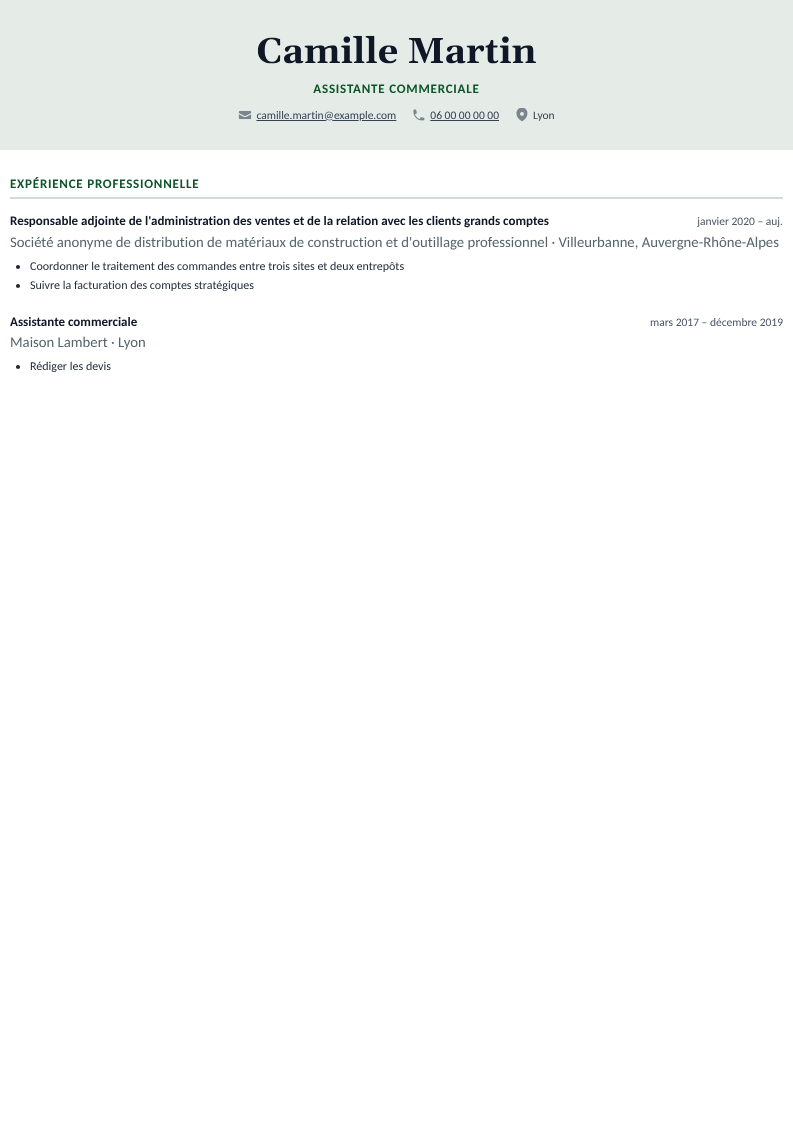 Camille Martin
ASSISTANTE COMMERCIALE
camille.martin@example.com 06 00 00 00 00 Lyon
EXPÉRIENCE PROFESSIONNELLE
Responsable adjointe de l'administration des ventes et de la relation avec les clients grands comptes janvier 2020 – auj.
Société anonyme de distribution de matériaux de construction et d'outillage professionnel · Villeurbanne, Auvergne-Rhône-Alpes
• Coordonner le traitement des commandes entre trois sites et deux entrepôts
• Suivre la facturation des comptes stratégiques
Assistante commerciale mars 2017 – décembre 2019
Maison Lambert · Lyon
• Rédiger les devis